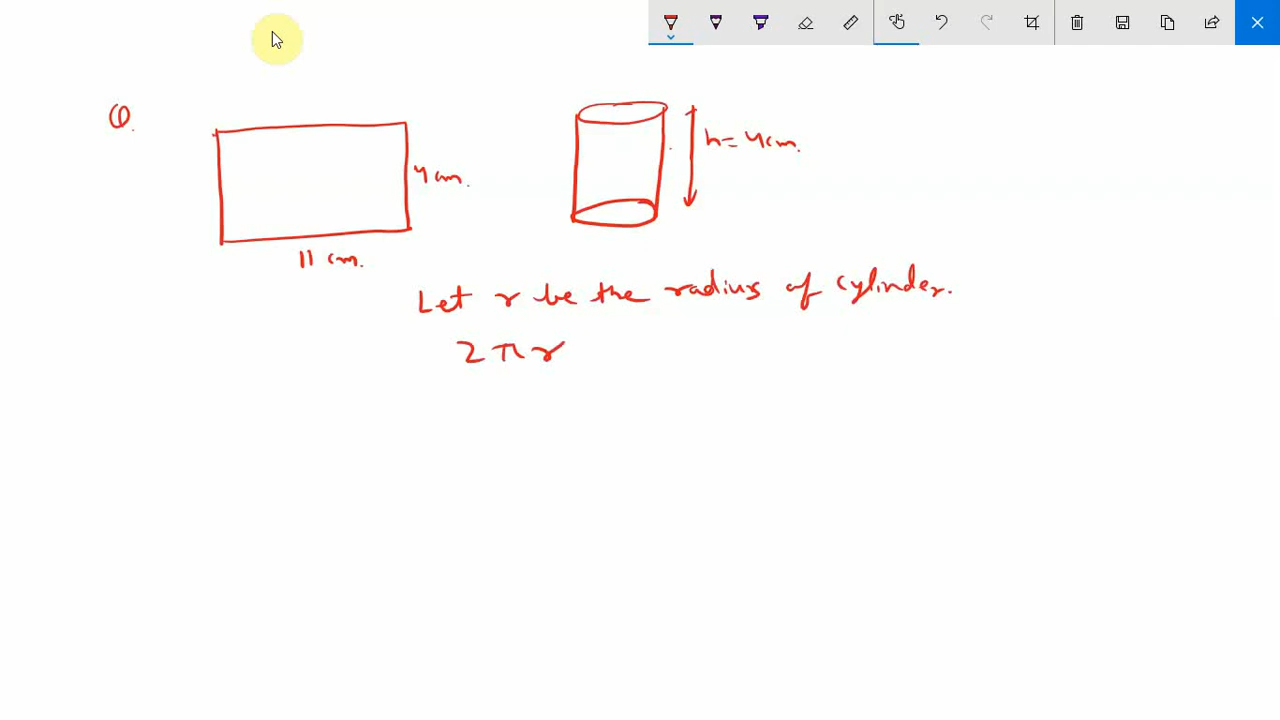 Q.
4 cm.
h = 4 cm.
11 cm.
Let r be the radius of cylinder.
2πr